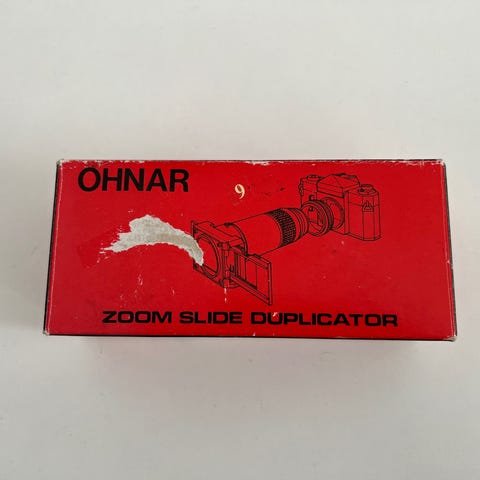 OHNAR
9
ZOOM SLIDE DUPLICATOR